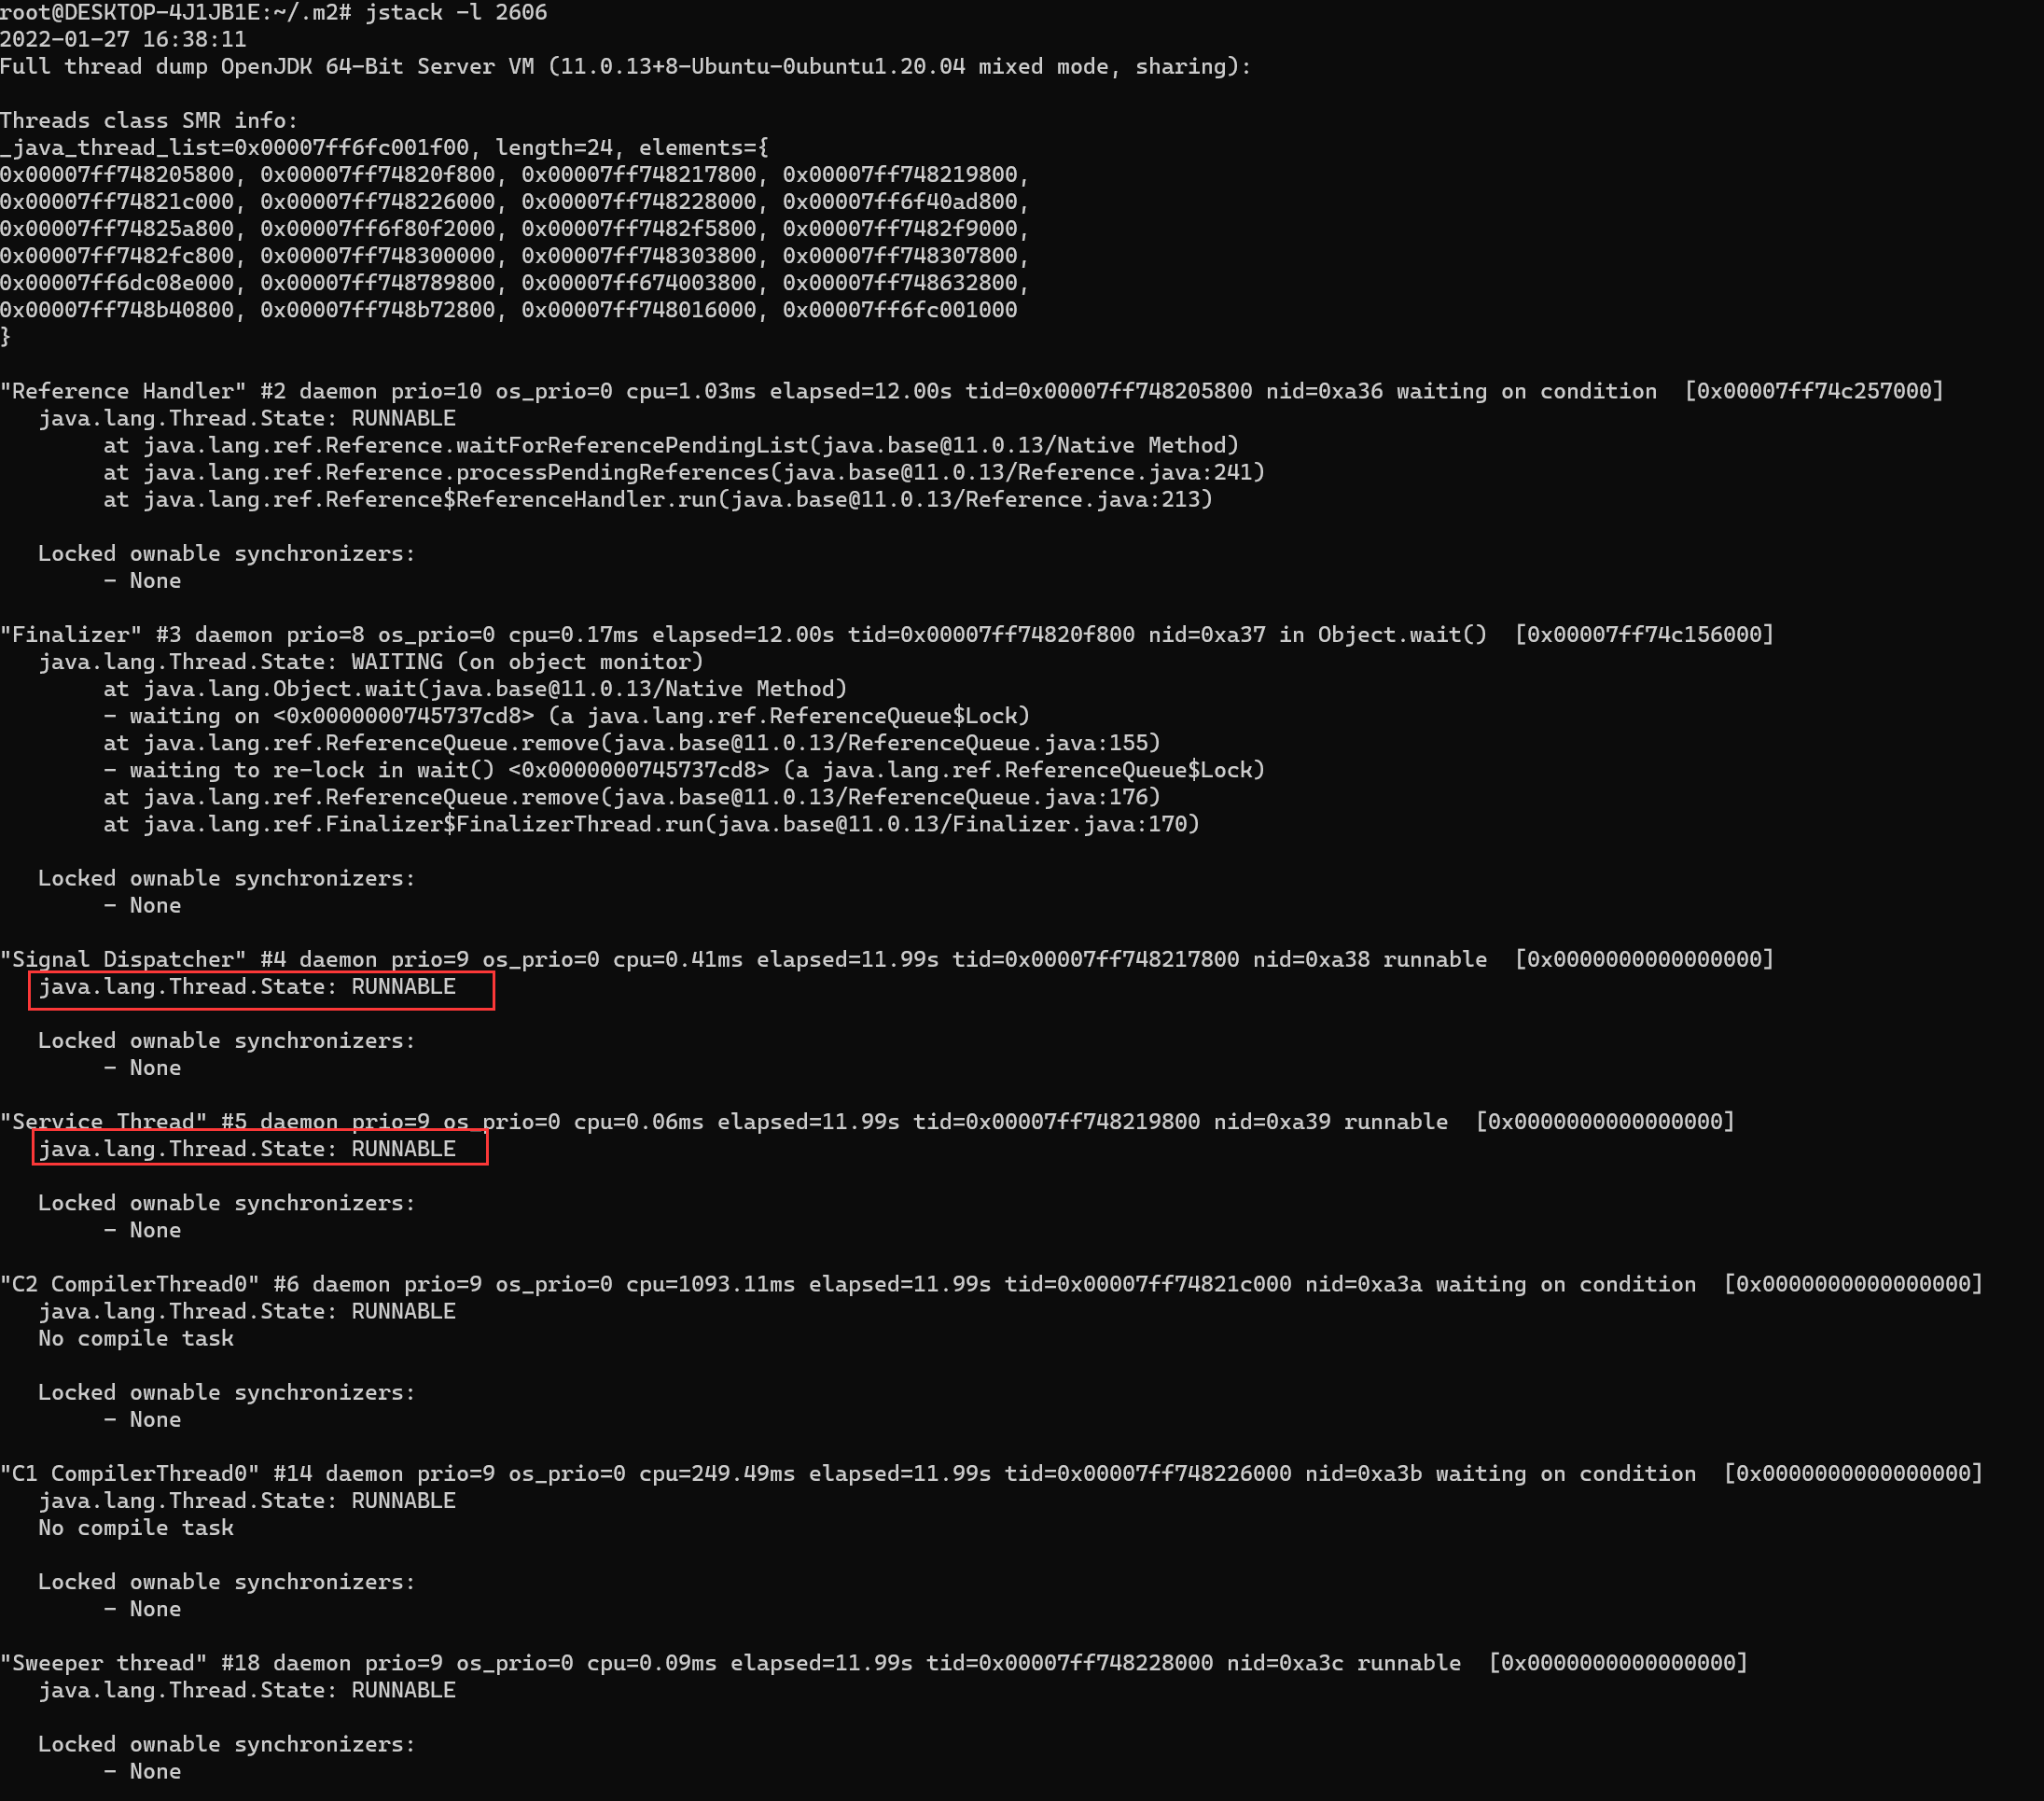 root@DESKTOP-4J1JB1E:~/.m2# jstack -l 2606
2022-01-27 16:38:11
Full thread dump OpenJDK 64-Bit Server VM (11.0.13+8-Ubuntu-0ubuntu1.20.04 mixed mode, sharing):

Threads class SMR info:
_java_thread_list=0x00007ff6fc001f00, length=24, elements={
0x00007ff748205800, 0x00007ff74820f800, 0x00007ff748217800, 0x00007ff748219800,
0x00007ff74821c000, 0x00007ff748226000, 0x00007ff748228000, 0x00007ff6f40ad800,
0x00007ff74825a800, 0x00007ff6f80f2000, 0x00007ff7482f5800, 0x00007ff7482f9000,
0x00007ff7482fc800, 0x00007ff748300000, 0x00007ff748303800, 0x00007ff748307800,
0x00007ff6dc08e000, 0x00007ff748789800, 0x00007ff674003800, 0x00007ff748632800,
0x00007ff748b40800, 0x00007ff748b72800, 0x00007ff748016000, 0x00007ff6fc001000
}

"Reference Handler" #2 daemon prio=10 os_prio=0 cpu=1.03ms elapsed=12.00s tid=0x00007ff748205800 nid=0xa36 waiting on condition  [0x00007ff74c257000]
   java.lang.Thread.State: RUNNABLE
        at java.lang.ref.Reference.waitForReferencePendingList(java.base@11.0.13/Native Method)
        at java.lang.ref.Reference.processPendingReferences(java.base@11.0.13/Reference.java:241)
        at java.lang.ref.Reference$ReferenceHandler.run(java.base@11.0.13/Reference.java:213)

   Locked ownable synchronizers:
        - None

"Finalizer" #3 daemon prio=8 os_prio=0 cpu=0.17ms elapsed=12.00s tid=0x00007ff74820f800 nid=0xa37 in Object.wait()  [0x00007ff74c156000]
   java.lang.Thread.State: WAITING (on object monitor)
        at java.lang.Object.wait(java.base@11.0.13/Native Method)
        - waiting on <0x0000000745737cd8> (a java.lang.ref.ReferenceQueue$Lock)
        at java.lang.ref.ReferenceQueue.remove(java.base@11.0.13/ReferenceQueue.java:155)
        - waiting to re-lock in wait() <0x0000000745737cd8> (a java.lang.ref.ReferenceQueue$Lock)
        at java.lang.ref.ReferenceQueue.remove(java.base@11.0.13/ReferenceQueue.java:176)
        at java.lang.ref.Finalizer$FinalizerThread.run(java.base@11.0.13/Finalizer.java:170)

   Locked ownable synchronizers:
        - None

"Signal Dispatcher" #4 daemon prio=9 os_prio=0 cpu=0.41ms elapsed=11.99s tid=0x00007ff748217800 nid=0xa38 runnable  [0x0000000000000000]
   java.lang.Thread.State: RUNNABLE

   Locked ownable synchronizers:
        - None

"Service Thread" #5 daemon prio=9 os_prio=0 cpu=0.06ms elapsed=11.99s tid=0x00007ff748219800 nid=0xa39 runnable  [0x0000000000000000]
   java.lang.Thread.State: RUNNABLE

   Locked ownable synchronizers:
        - None

"C2 CompilerThread0" #6 daemon prio=9 os_prio=0 cpu=1093.11ms elapsed=11.99s tid=0x00007ff74821c000 nid=0xa3a waiting on condition  [0x0000000000000000]
   java.lang.Thread.State: RUNNABLE
   No compile task

   Locked ownable synchronizers:
        - None

"C1 CompilerThread0" #14 daemon prio=9 os_prio=0 cpu=249.49ms elapsed=11.99s tid=0x00007ff748226000 nid=0xa3b waiting on condition  [0x0000000000000000]
   java.lang.Thread.State: RUNNABLE
   No compile task

   Locked ownable synchronizers:
        - None

"Sweeper thread" #18 daemon prio=9 os_prio=0 cpu=0.09ms elapsed=11.99s tid=0x00007ff748228000 nid=0xa3c runnable  [0x0000000000000000]
   java.lang.Thread.State: RUNNABLE

   Locked ownable synchronizers:
        - None